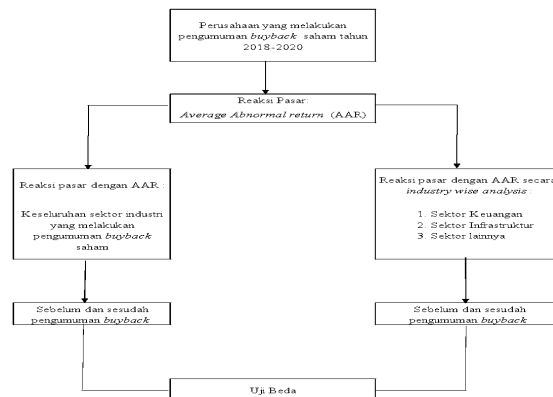 Perusahaan yang melakukan
pengumuman buyback saham tahun
2018-2020
Reaksi Pasar:
Average Abnormal return (AAR)
Reaksi pasar dengan AAR :
Keseluruhan sektor industri
yang melakukan
pengumuman buyback
saham
Reaksi pasar dengan AAR secara
industry wise analysis :
1. Sektor Keuangan
2. Sektor Infrastruktur
3. Sektor lainnya
Sebelum dan sesudah
pengumuman buyback
Sebelum dan sesudah
pengumuman buyback
Uji Beda